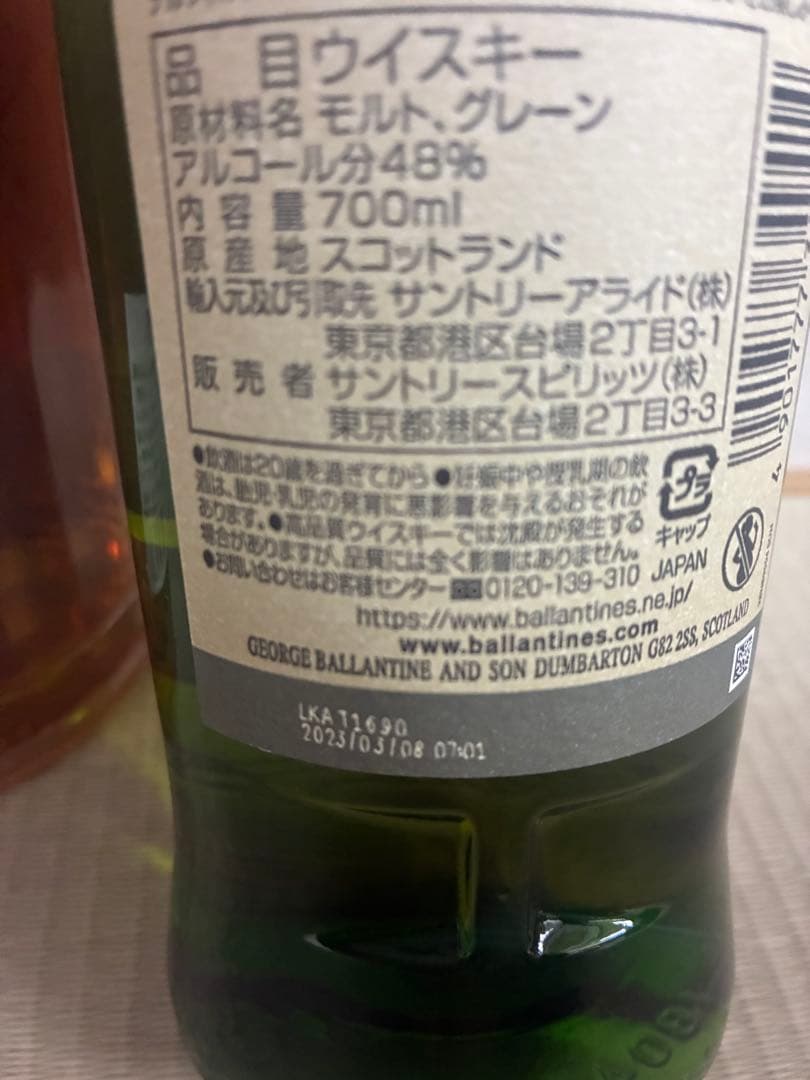 品　目 ウイスキー
原材料名 モルト、グレーン
アルコール分48%
内 容 量 700ml
原 産 地 スコットランド
輸入元及び引取先 サントリーアライド(株)
東京都港区台場2丁目3-1
販 売 者 サントリースピリッツ(株)
東京都港区台場2丁目3-3
●飲酒は20歳を過ぎてから●妊娠中や授乳期の飲
酒は、胎児・乳児の発育に悪影響を与えるおそれが
あります。●高品質ウイスキーでは沈殿が発生する
場合がありますが、品質には全く影響はありません。
●お問い合わせはお客様センター 0120-139-310
プラ
キャップ
JAPAN
https://www.ballantines.ne.jp/
www.ballantines.com
GEORGE BALLANTINE AND SON DUMBARTON G82 2SS, SCOTLAND
LKAT1690
2023/03/08 07:01